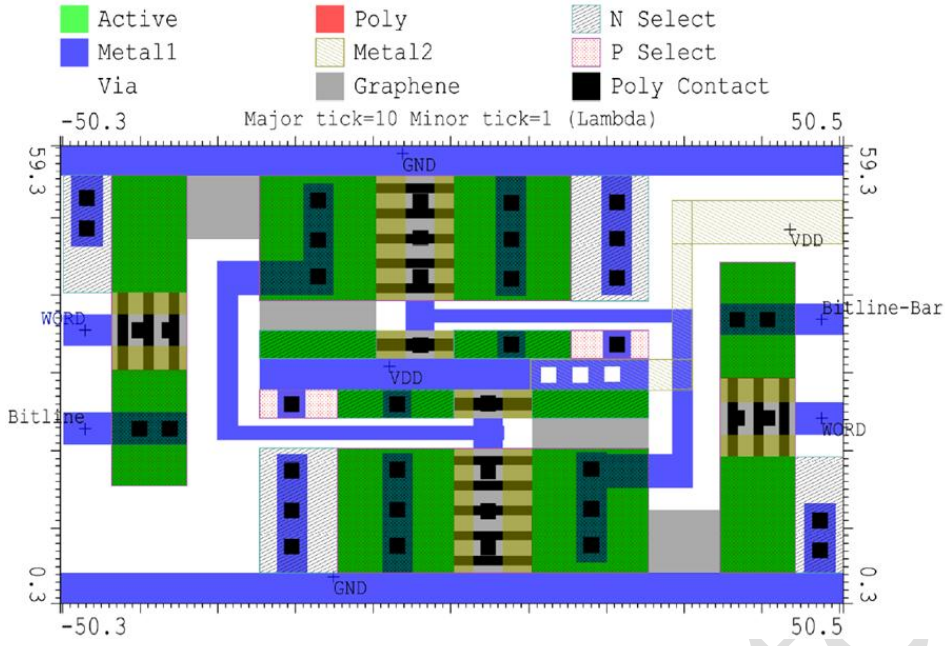 Active Poly N Select
Metal1 Metal2 P Select
Via Graphene Poly Contact
-50.3 Major tick=10 Minor tick=1 (Lambda) 50.5
59.3 GND 59.3
VDD
WORD Bitline-Bar
VDD
Bitline WORD
0.3 GND 0.3
-50.3 50.5